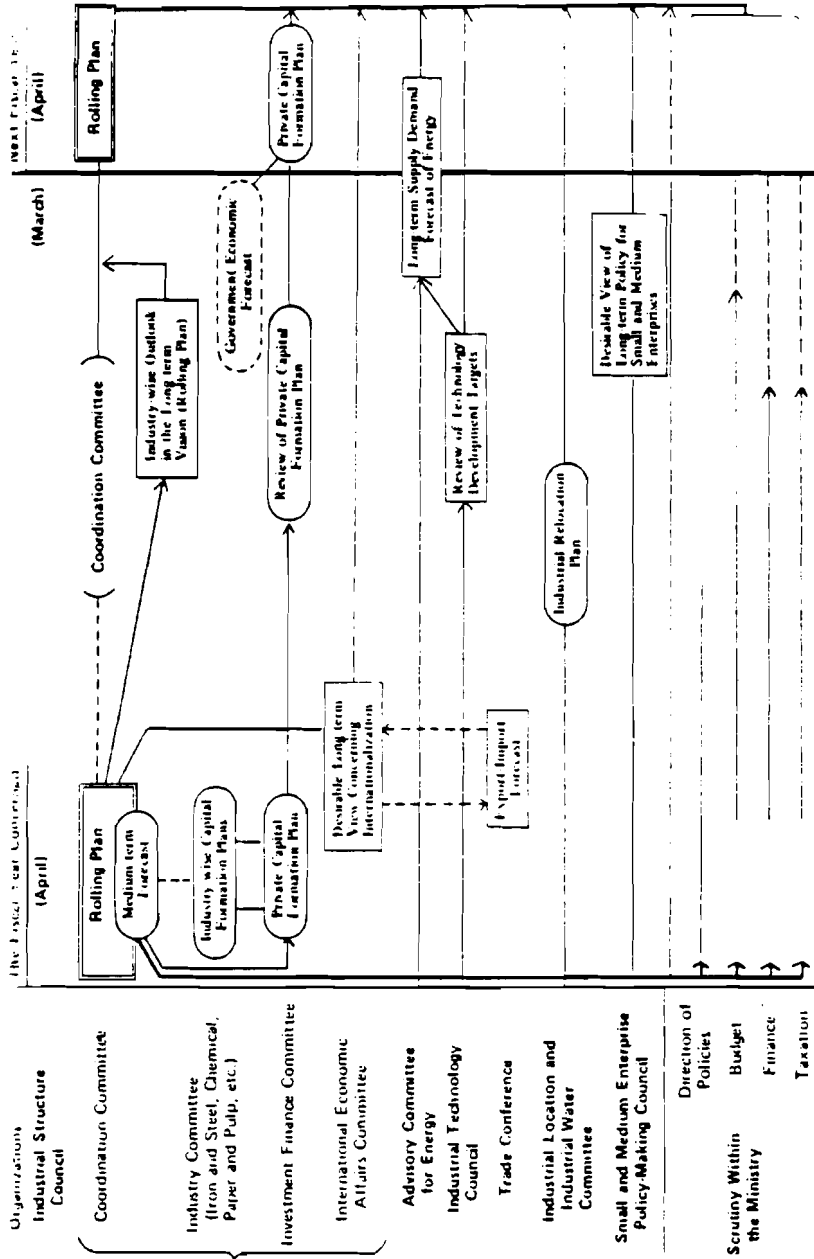 Organizations
Industrial Structure
Council
Coordination Committee
Industry Committee
(Iron and Steel, Chemical,
Paper and Pulp, etc.)
Investment Finance Committee
International Economic
Affairs Committee
Advisory Committee
for Energy
Industrial Technology
Council
Trade Conference
Industrial Location and
Industrial Water
Committee
Small and Medium Enterprise
Policy-Making Council
Direction of
Policies
Scrutiny Within
the Ministry
Budget
Finance
Taxation
The Fiscal Year Concerned
(April)
Rolling Plan
Medium term
Forecast
Industry wise Capital
Formation Plans
Private Capital
Formation Plan
Desirable Long term
View Concerning
Internationalization
Export-Import
Forecast
Coordination Committee
Industry-wise Outlook
in the Long term
Vision (Rolling Plan)
Review of Private Capital
Formation Plan
Government Economic
Forecast
Review of Technology
Development Targets
Long term Supply Demand
Forecast of Energy
Industrial Relocation
Plan
Desirable View of
Long-term Policy for
Small and Medium
Enterprises
(March)
Next Fiscal
(April)
Rolling Plan
Private Capital
Formation Plan